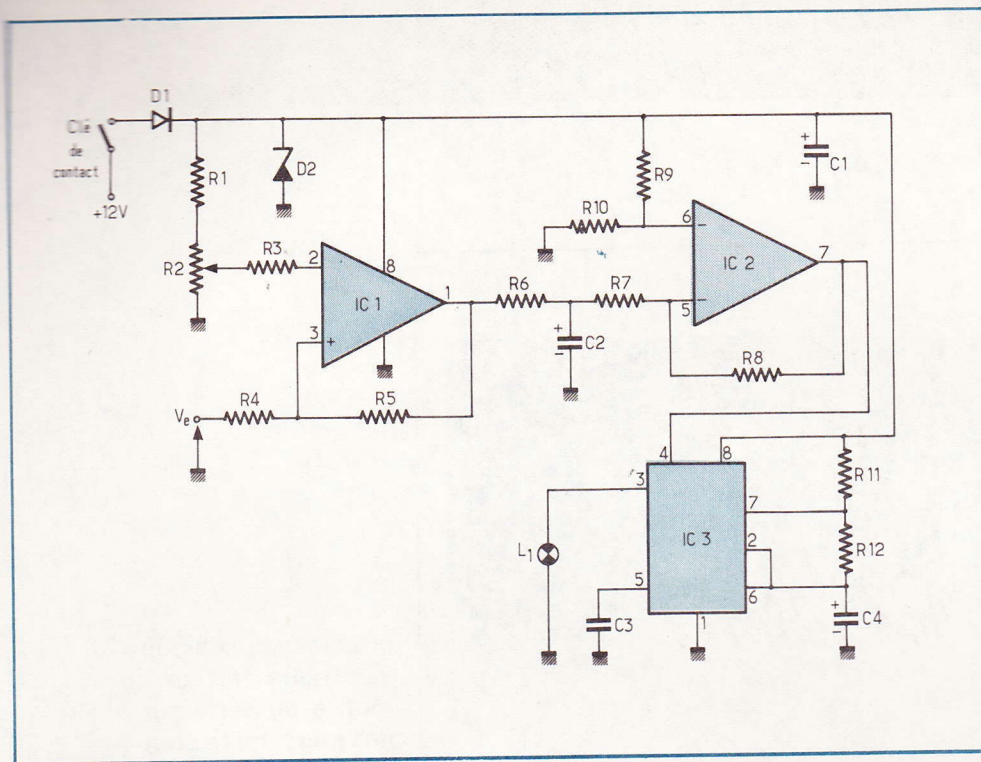 D1
Clé
de
contact
+12V
R1
D2
R2
R3
2
8
IC 1
1
3
+
R4
R5
Ve
R6
R7
C2
+
−
R9
R10
6
−
IC 2
7
5
−
R8
C1
+
−
4
8
3
7
IC 3
2
5
6
1
L1
C3
R11
R12
C4
+
−